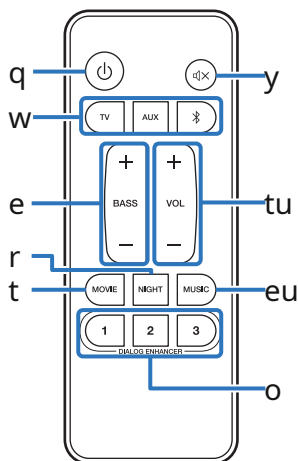 q
y
w
TV
AUX
+
+
e
BASS
VOL
tu
−
−
r
t
MOVIE
NIGHT
MUSIC
eu
1
2
3
DIALOG ENHANCER
o